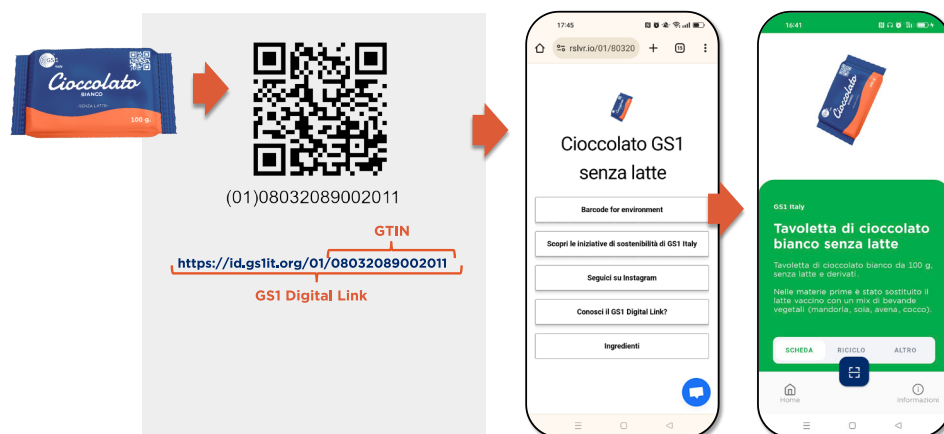 GS1
Italy
Cioccolato
BIANCO
SENZA LATTE
100 g.
(01)08032089002011
GTIN
https://id.gs1it.org/01/08032089002011
GS1 Digital Link
17:45
rslvr.io/01/80320
15
Cioccolato GS1
senza latte
Barcode for environment
Scopri le iniziative di sostenibilità di GS1 Italy
Seguici su Instagram
Conosci il GS1 Digital Link?
Ingredienti
16:41
Cioccolato
GS1 Italy
Tavoletta di cioccolato
bianco senza latte
Tavoletta di cioccolato bianco da 100 g,
senza latte e derivati.
Nelle materie prime è stato sostituito il
latte vaccino con un mix di bevande
vegetali (mandorla, soia, avena, cocco).
SCHEDA RICICLO ALTRO
Home Informazioni